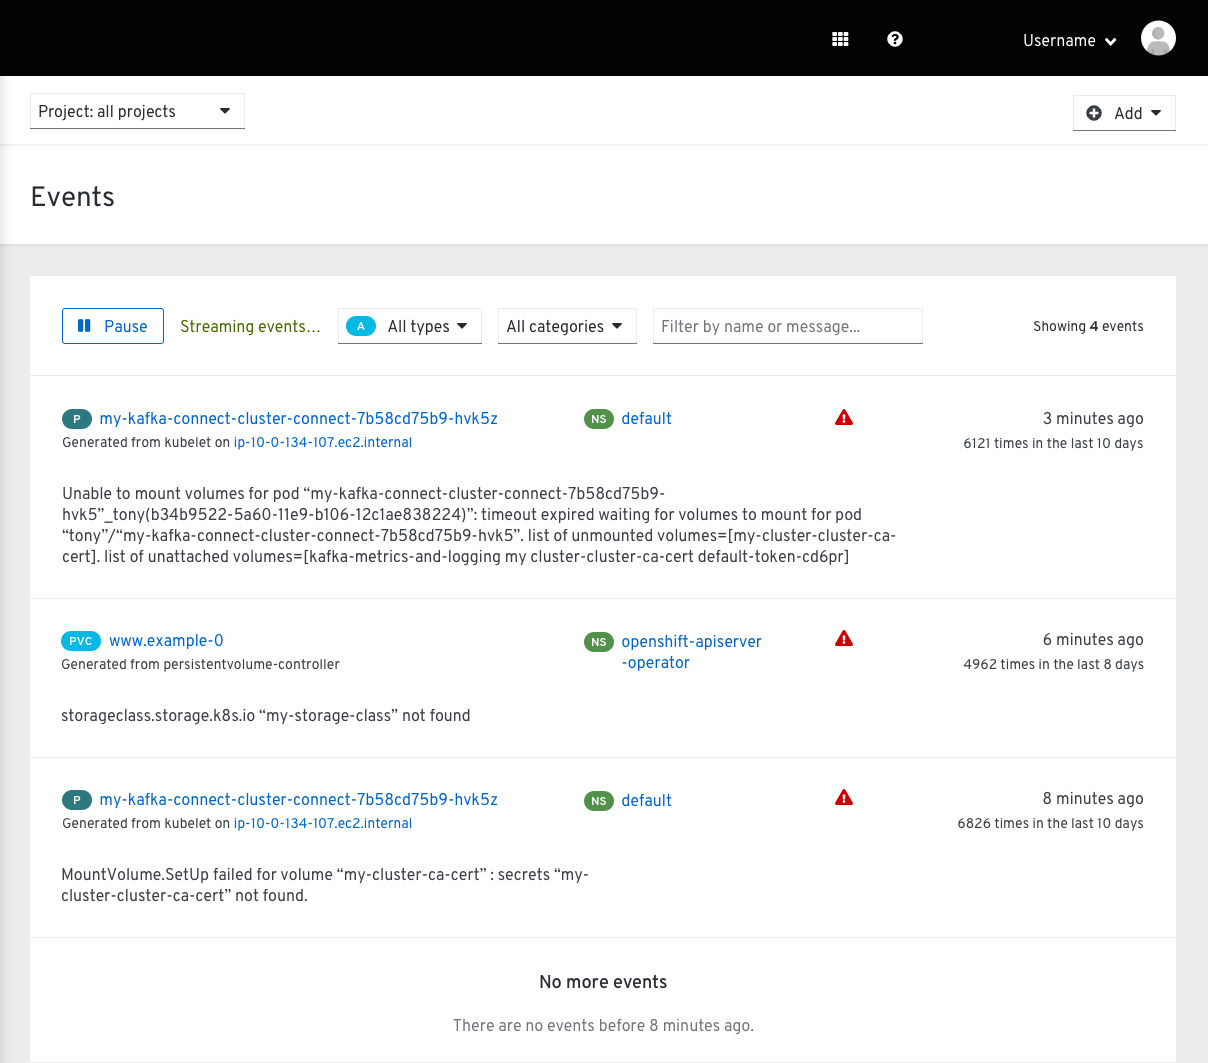 Username
Project: all projects
Add
Events
Pause
Streaming events...
A
All types
All categories
Filter by name or message...
Showing 4 events
P
my-kafka-connect-cluster-connect-7b58cd75b9-hvk5z
NS
default
3 minutes ago
Generated from kubelet on ip-10-0-134-107.ec2.internal
6121 times in the last 10 days
Unable to mount volumes for pod “my-kafka-connect-cluster-connect-7b58cd75b9-
hvk5”_tony(b34b9522-5a60-11e9-b106-12c1ae838224)”: timeout expired waiting for volumes to mount for pod
“tony”/“my-kafka-connect-cluster-connect-7b58cd75b9-hvk5”. list of unmounted volumes=[my-cluster-cluster-ca-
cert]. list of unattached volumes=[kafka-metrics-and-logging my cluster-cluster-ca-cert default-token-cd6pr]
PVC
www.example-0
NS
openshift-apiserver
-operator
6 minutes ago
Generated from persistentvolume-controller
4962 times in the last 8 days
storageclass.storage.k8s.io “my-storage-class” not found
P
my-kafka-connect-cluster-connect-7b58cd75b9-hvk5z
NS
default
8 minutes ago
Generated from kubelet on ip-10-0-134-107.ec2.internal
6826 times in the last 10 days
MountVolume.SetUp failed for volume “my-cluster-ca-cert” : secrets “my-
cluster-cluster-ca-cert” not found.
No more events
There are no events before 8 minutes ago.